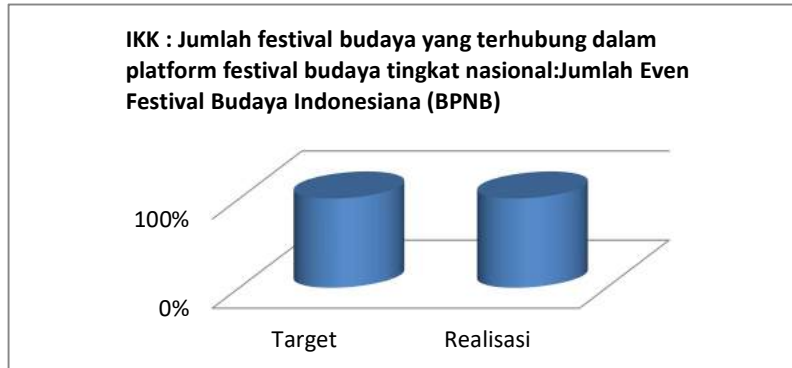 IKK : Jumlah festival budaya yang terhubung dalam
platform festival budaya tingkat nasional:Jumlah Even
Festival Budaya Indonesiana (BPNB)
100%
0%
Target
Realisasi